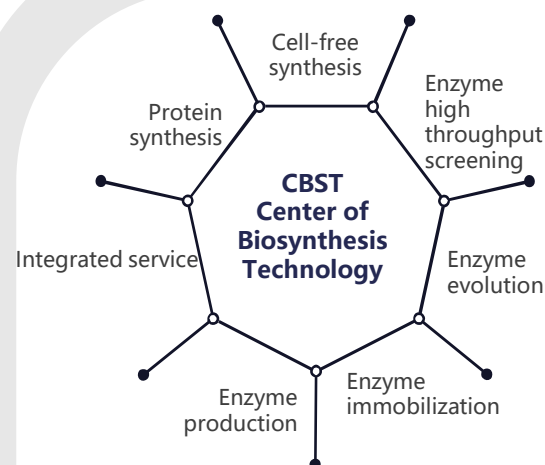 Cell-free
synthesis
Enzyme
high
throughput
screening
Protein
synthesis
CBST
Center of
Biosynthesis
Technology
Integrated service
Enzyme
evolution
Enzyme
immobilization
Enzyme
production